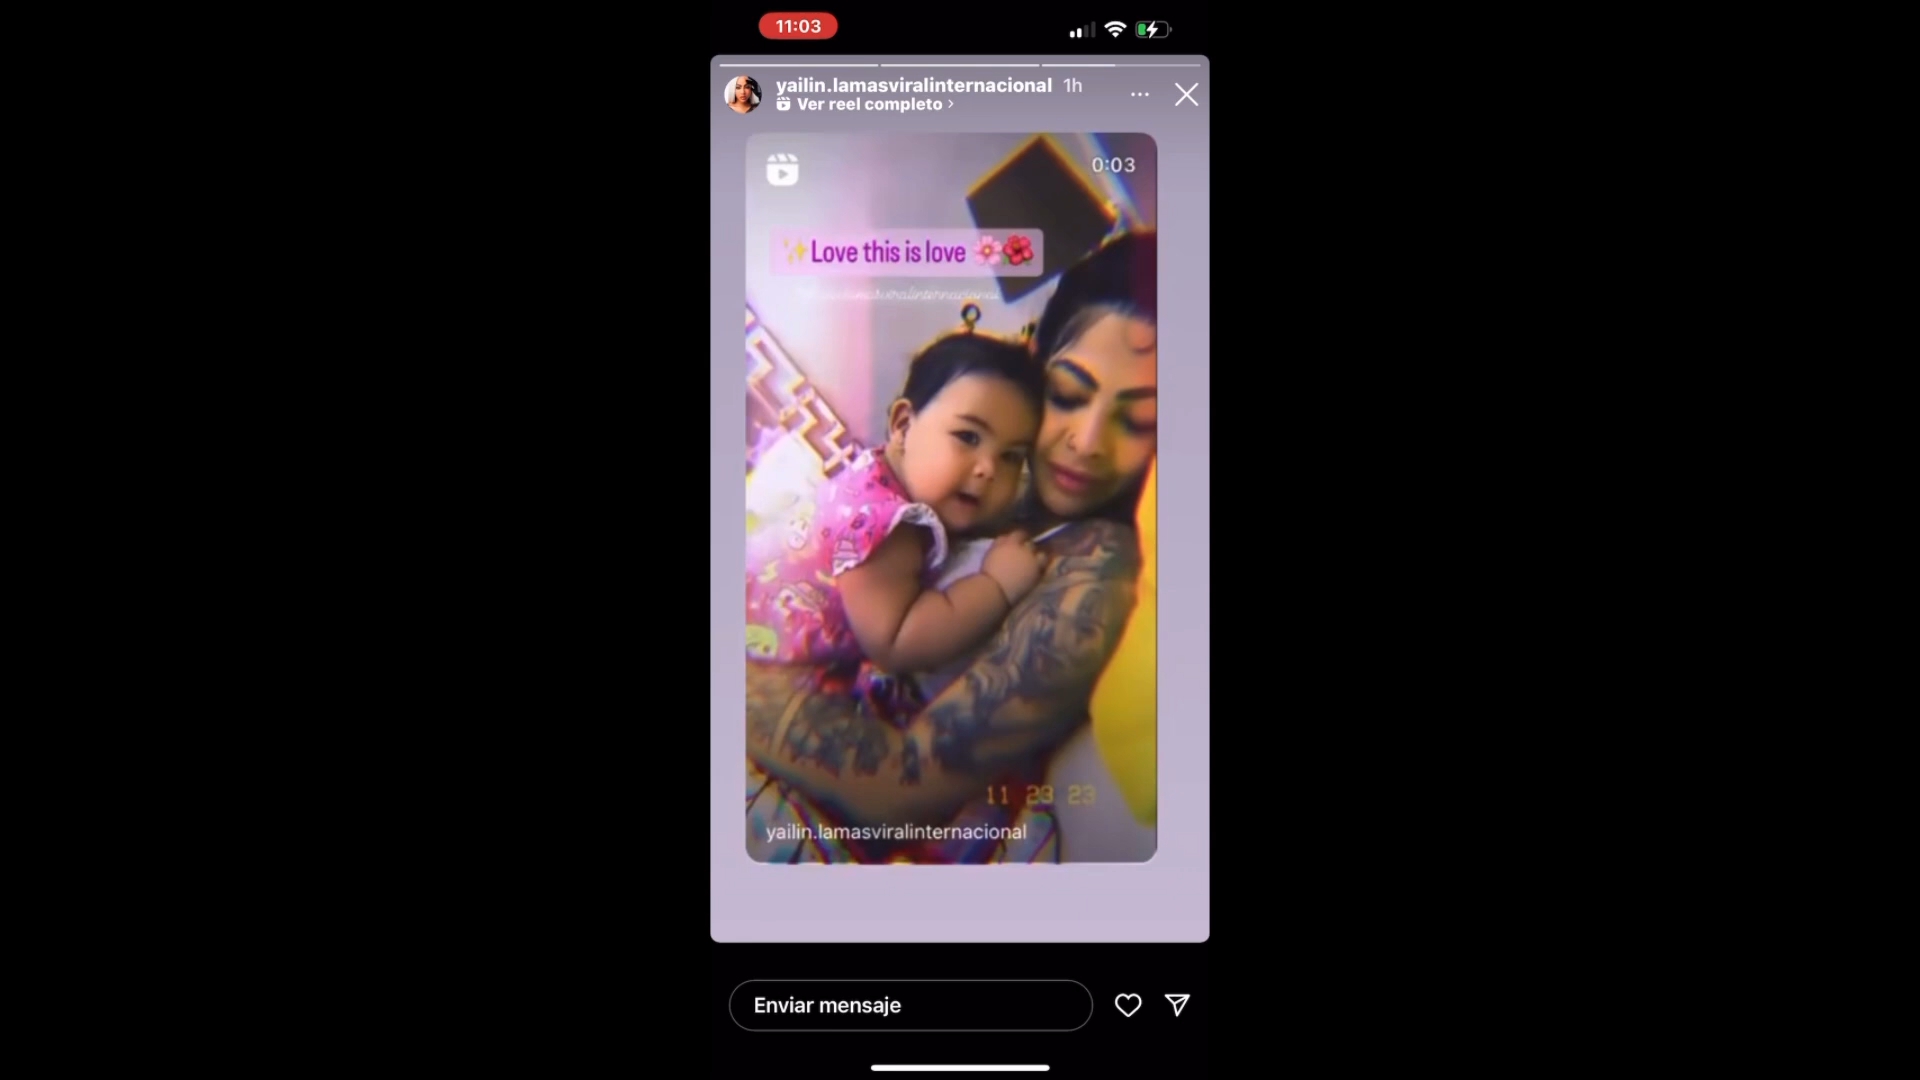 11:03
yailin.lamasviralinternacional 1h
Ver reel completo
0:03
✨Love this is love 🌸🌺
11 23 23
yailin.lamasviralinternacional
Enviar mensaje